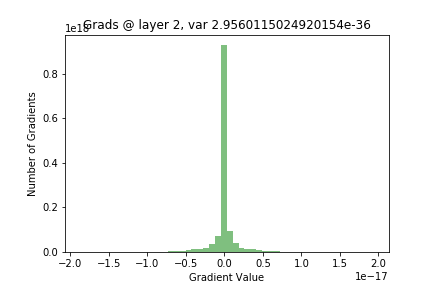 Grads @ layer 2, var 2.9560115024920154e-36
Number of Gradients
0.8
0.6
0.4
0.2
0.0
−2.0 −1.5 −1.0 −0.5 0.0 0.5 1.0 1.5 2.0
1e−17
Gradient Value